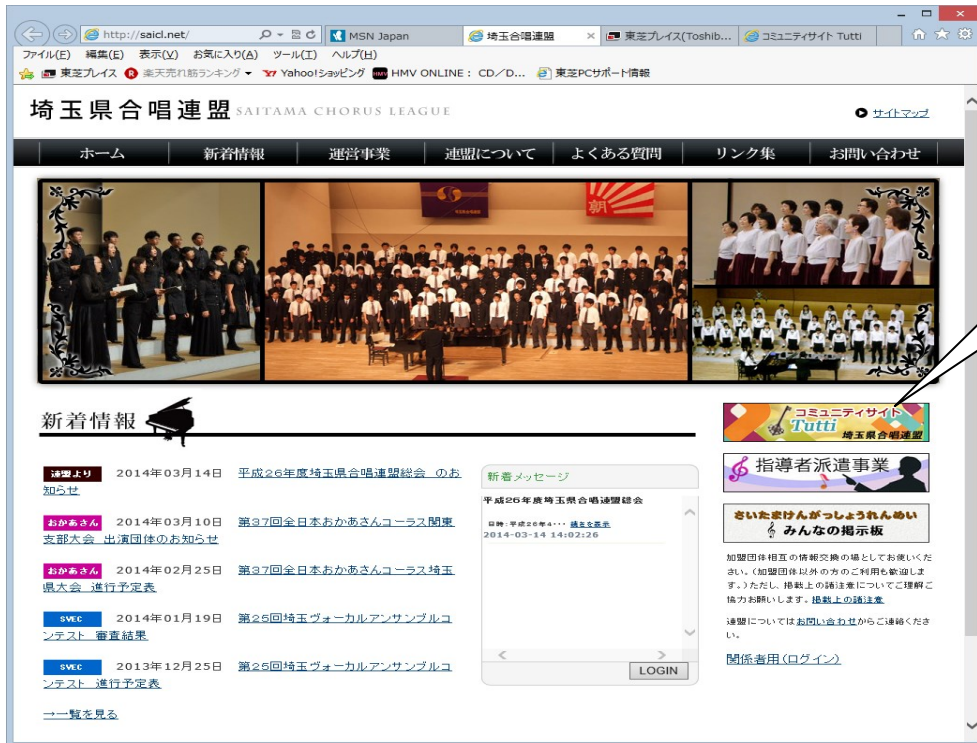 http://saicl.net/
MSN Japan
埼玉合唱連盟
東芝プレイス(Toshib...
コミュニティサイト Tutti
ファイル(F) 編集(E) 表示(V) お気に入り(A) ツール(T) ヘルプ(H)
東芝プレイス 楽天売れ筋ランキング Yahoo!ショッピング HMV ONLINE : CD/D... 東芝PCサポート情報
埼玉県合唱連盟 SAITAMA CHORUS LEAGUE
サイトマップ
ホーム 新着情報 運営事業 連盟について よくある質問 リンク集 お問い合わせ
朝
新着情報
連盟より 2014年03月14日 平成26年度埼玉県合唱連盟総会 のお
知らせ
おかあさん 2014年03月10日 第37回全日本おかあさんコーラス関東
支部大会 出演団体のお知らせ
おかあさん 2014年02月25日 第37回全日本おかあさんコーラス埼玉
県大会 進行予定表
SVEC 2014年01月19日 第25回埼玉ヴォーカルアンサンブルコ
ンテスト 審査結果
SVEC 2013年12月25日 第25回埼玉ヴォーカルアンサンブルコ
ンテスト 進行予定表
→一覧を見る
新着メッセージ
平成26年度埼玉県合唱連盟総会
日時:平成26年4・・・ 続きを表示
2014-03-14 14:02:26
LOGIN
コミュニティサイト
Tutti
埼玉県合唱連盟
指導者派遣事業
さいたまけんがっしょうれんめい
みんなの掲示板
加盟団体相互の情報交換の場としてお使いくだ
さい。(加盟団体以外の方のご利用も歓迎しま
す。)ただし、掲載上の諸注意についてご理解ご
協力お願いします。掲載上の諸注意
連盟についてはお問い合わせからご連絡くださ
い。
関係者用(ログイン)